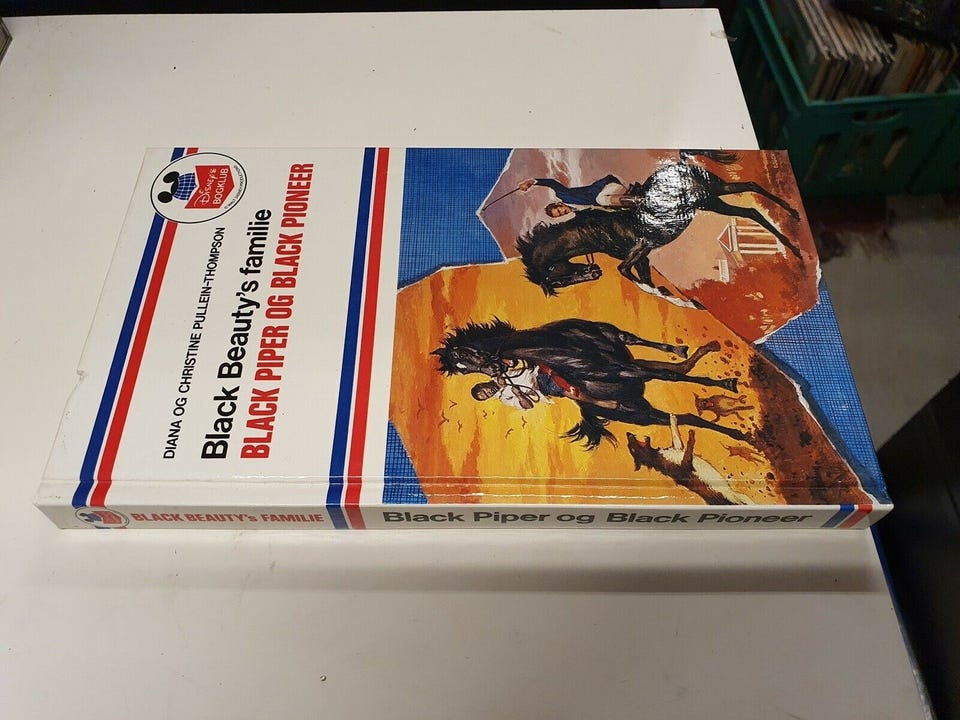 DISNEY'S
BOGKLUB
DIANA OG CHRISTINE PULLEIN-THOMPSON
Black Beauty's familie
BLACK PIPER OG BLACK PIONEER
BLACK BEAUTY's FAMILIE
Black Piper og Black Pioneer